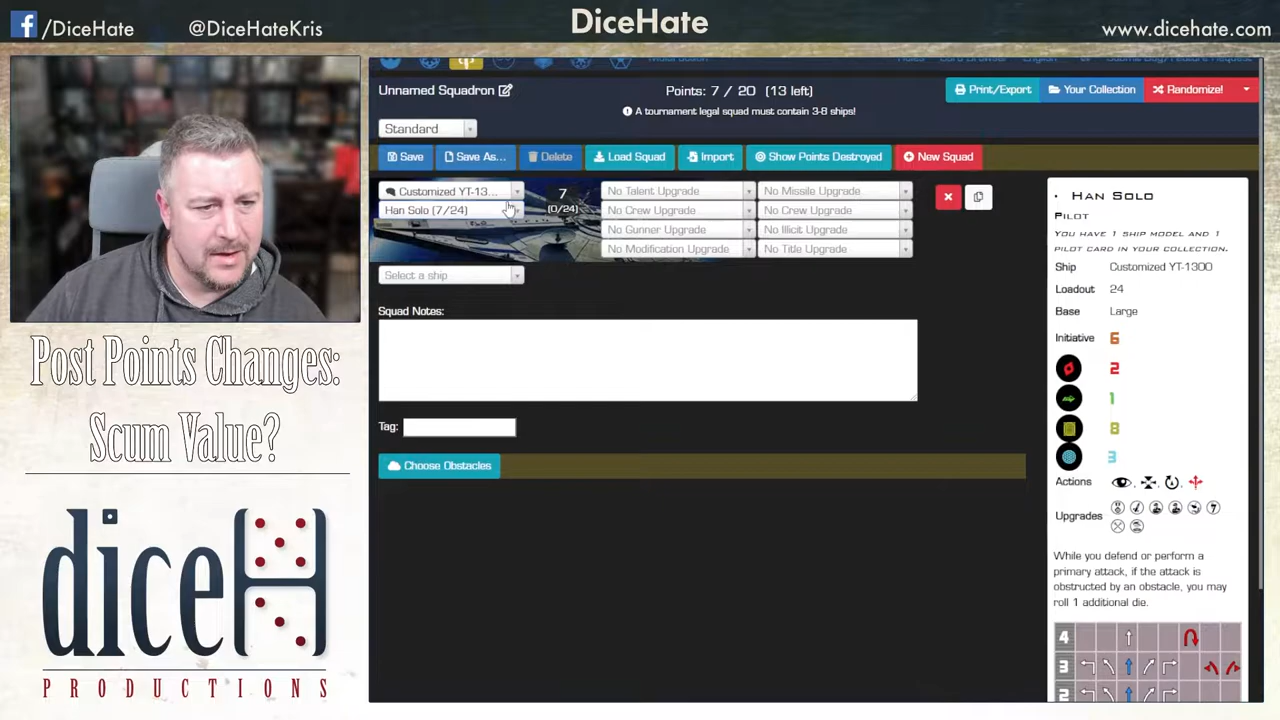 /DiceHate
@DiceHateKris
DiceHate
www.dicehate.com
Unnamed Squadron
Points: 7 / 20 (13 left)
Print/Export
Your Collection
Randomize!
A tournament legal squad must contain 3-8 ships!
Standard
Save
Save As...
Delete
Load Squad
Import
Show Points Destroyed
New Squad
Customized YT-13...
7
No Talent Upgrade
No Missile Upgrade
Han Solo (7/24)
(0/24)
No Crew Upgrade
No Crew Upgrade
No Gunner Upgrade
No Illicit Upgrade
No Modification Upgrade
No Title Upgrade
Select a ship
Squad Notes:
Tag:
Choose Obstacles
Han Solo
Pilot
You have 1 ship model and 1
pilot card in your collection.
Ship Customized YT-1300
Loadout 24
Base Large
Initiative 6
2
1
8
3
Actions
Upgrades
While you defend or perform a
primary attack, if the attack is
obstructed by an obstacle, you may
roll 1 additional die.
4
3
2
Post Points Changes:
Scum Value?
diceH
PRODUCTIONS